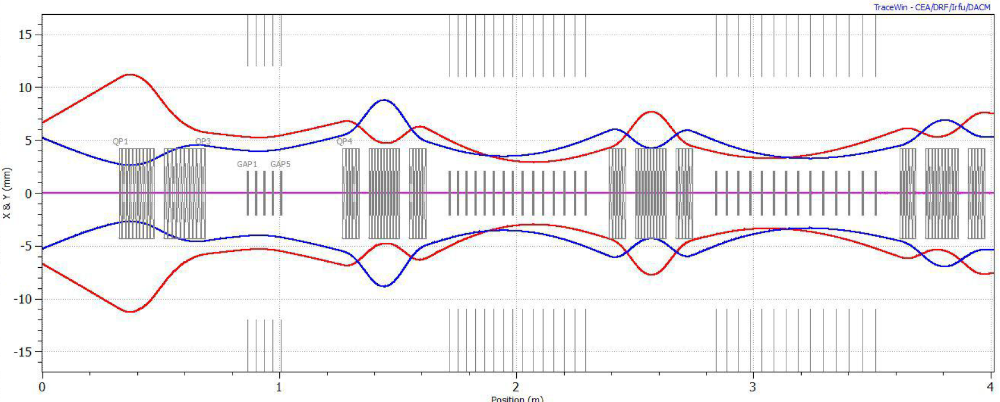 TraceWin - CEA/DRF/Irfu/DACM
15
10
5
0
-5
-10
-15
X & Y (mm)
QP1
QP3
QP4
GAP1
GAP5
0
1
2
3
4
Position (m)